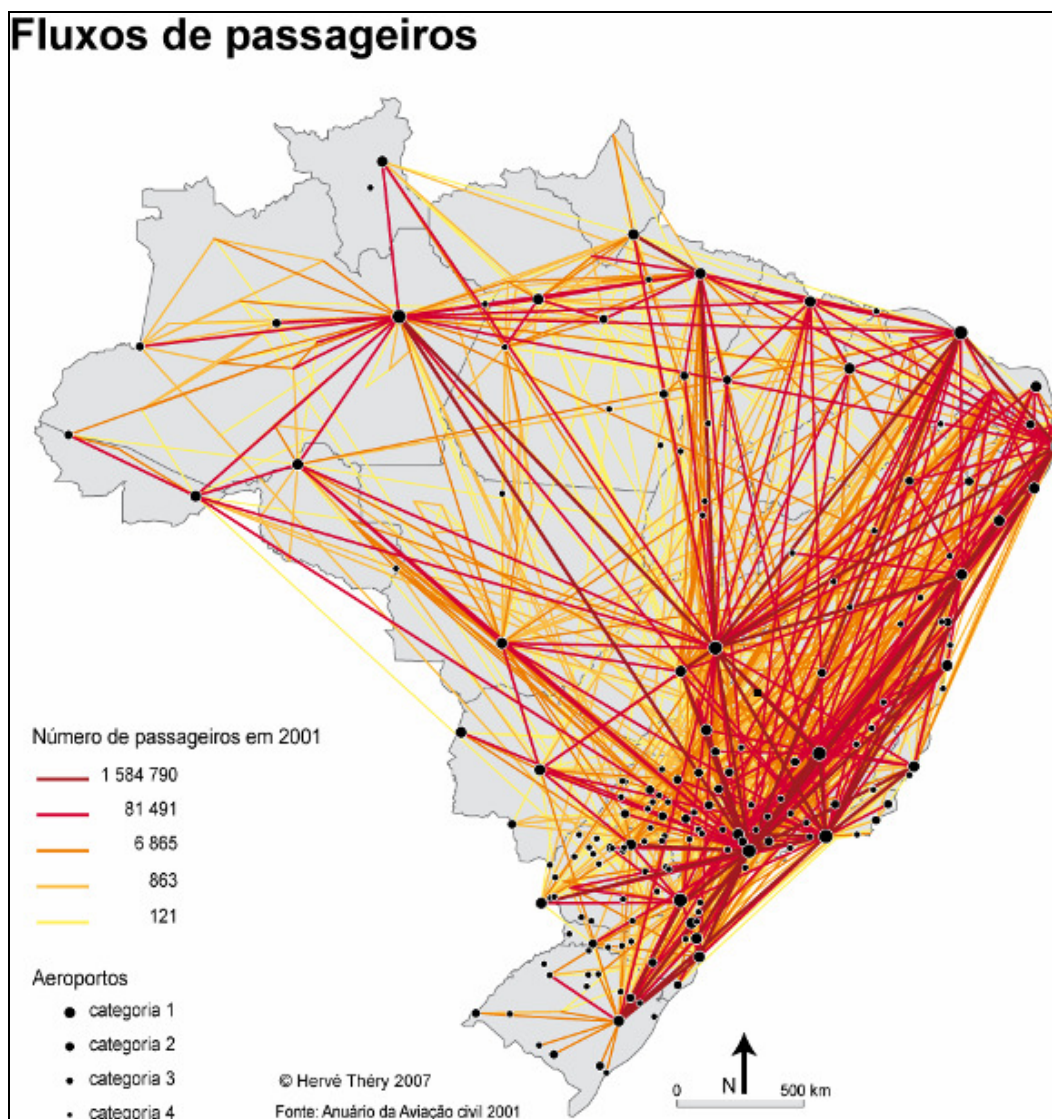 Fluxos de passageiros
Número de passageiros em 2001
1 584 790
81 491
6 865
863
121
Aeroportos
categoria 1
categoria 2
categoria 3
categoria 4
© Hervé Théry 2007
Fonte: Anuário da Aviação civil 2001
N
0
500 km